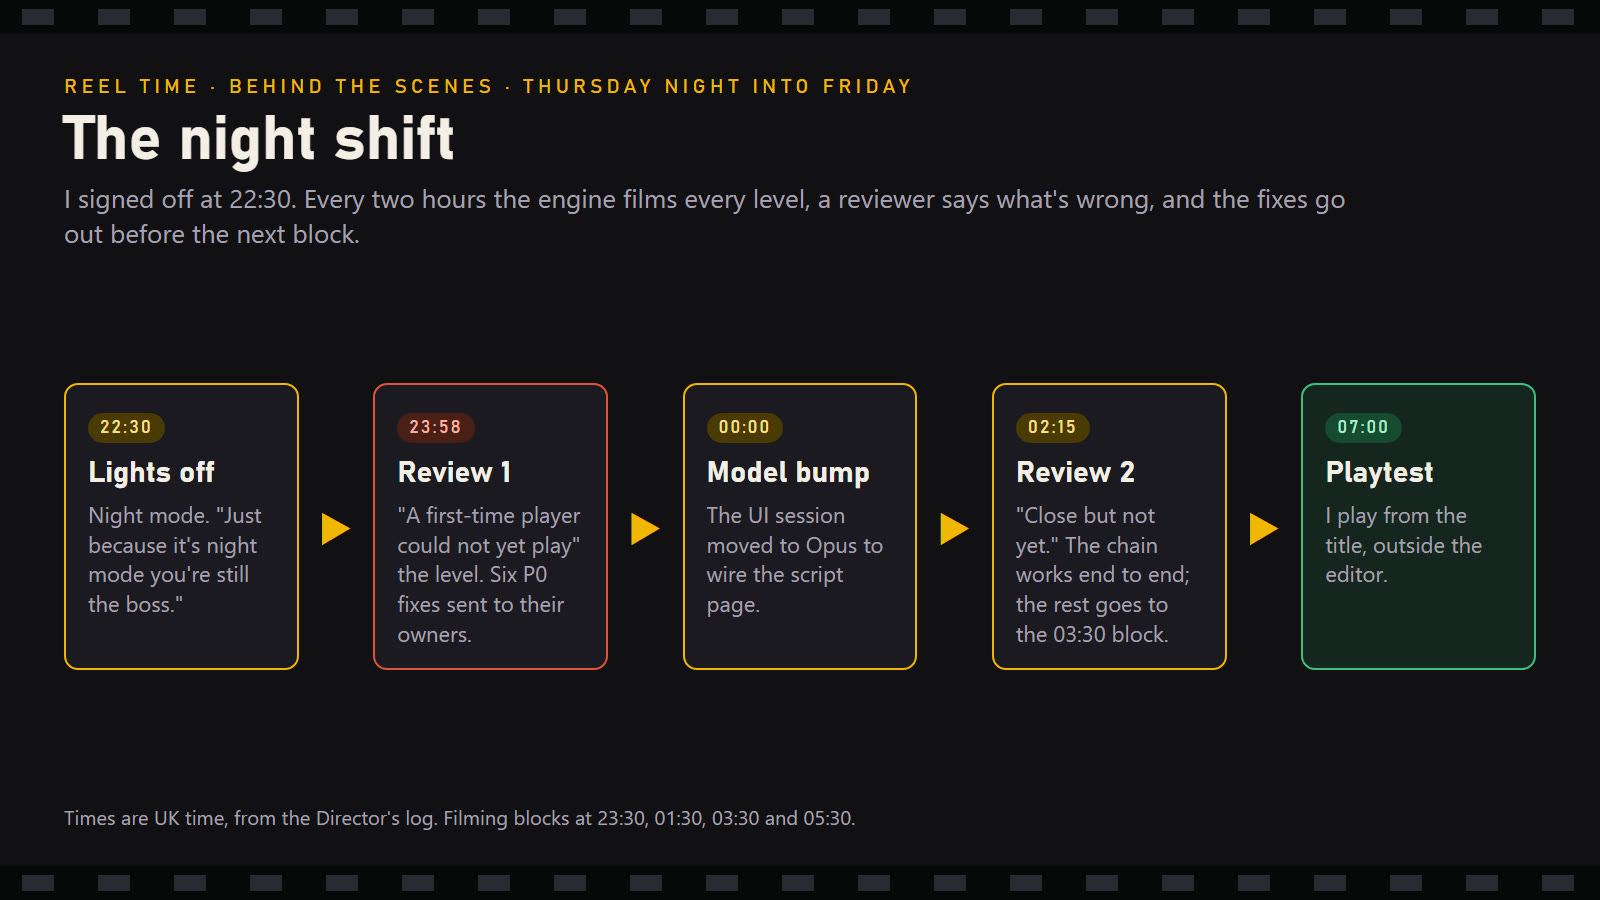 REEL TIME · BEHIND THE SCENES · THURSDAY NIGHT INTO FRIDAY
The night shift
I signed off at 22:30. Every two hours the engine films every level, a reviewer says what's wrong, and the fixes go
out before the next block.
22:30
Lights off
Night mode. "Just
because it's night
mode you're still
the boss."
23:58
Review 1
"A first-time player
could not yet play"
the level. Six P0
fixes sent to their
owners.
00:00
Model bump
The UI session
moved to Opus to
wire the script
page.
02:15
Review 2
"Close but not
yet." The chain
works end to end;
the rest goes to
the 03:30 block.
07:00
Playtest
I play from the
title, outside the
editor.
Times are UK time, from the Director's log. Filming blocks at 23:30, 01:30, 03:30 and 05:30.